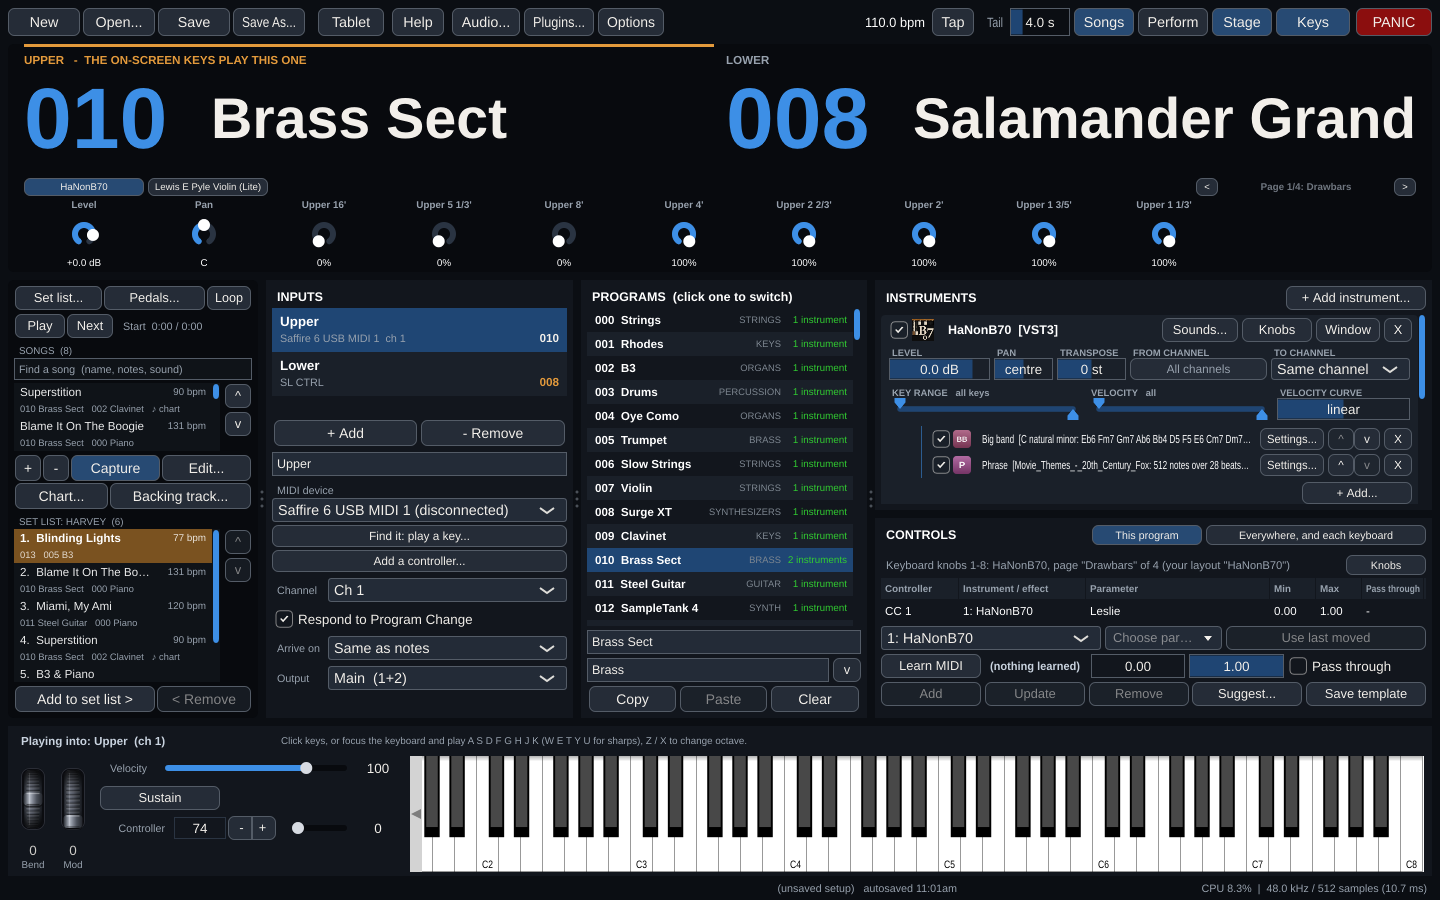 New Open... Save Save As... Tablet Help Audio... Plugins... Options 110.0 bpm Tap Tail 4.0 s Songs Perform Stage Keys PANIC
UPPER - THE ON-SCREEN KEYS PLAY THIS ONE
LOWER
010 Brass Sect
008 Salamander Grand
HaNonB70 Lewis E Pyle Violin (Lite) < Page 1/4: Drawbars >
Level Pan Upper 16' Upper 5 1/3' Upper 8' Upper 4' Upper 2 2/3' Upper 2' Upper 1 3/5' Upper 1 1/3'
+0.0 dB C 0% 0% 0% 100% 100% 100% 100% 100%
Set list... Pedals... Loop
Play Next Start 0:00 / 0:00
SONGS (8)
Find a song (name, notes, sound)
Superstition 90 bpm ^
010 Brass Sect 002 Clavinet ♪ chart
Blame It On The Boogie 131 bpm v
010 Brass Sect 000 Piano
+ - Capture Edit...
Chart... Backing track...
SET LIST: HARVEY (6)
1. Blinding Lights 77 bpm ^
013 005 B3
2. Blame It On The Bo... 131 bpm v
010 Brass Sect 000 Piano
3. Miami, My Ami 120 bpm
011 Steel Guitar 000 Piano
4. Superstition 90 bpm
010 Brass Sect 002 Clavinet ♪ chart
5. B3 & Piano
Add to set list > < Remove
INPUTS
Upper
Saffire 6 USB MIDI 1 ch 1 010
Lower
SL CTRL 008
+ Add - Remove
Upper
MIDI device
Saffire 6 USB MIDI 1 (disconnected)
Find it: play a key...
Add a controller...
Channel Ch 1
Respond to Program Change
Arrive on Same as notes
Output Main (1+2)
PROGRAMS (click one to switch)
000 Strings STRINGS 1 instrument
001 Rhodes KEYS 1 instrument
002 B3 ORGANS 1 instrument
003 Drums PERCUSSION 1 instrument
004 Oye Como ORGANS 1 instrument
005 Trumpet BRASS 1 instrument
006 Slow Strings STRINGS 1 instrument
007 Violin STRINGS 1 instrument
008 Surge XT SYNTHESIZERS 1 instrument
009 Clavinet KEYS 1 instrument
010 Brass Sect BRASS 2 instruments
011 Steel Guitar GUITAR 1 instrument
012 SampleTank 4 SYNTH 1 instrument
Brass Sect
Brass v
Copy Paste Clear
INSTRUMENTS + Add instrument...
HaNonB70 [VST3] Sounds... Knobs Window X
LEVEL PAN TRANSPOSE FROM CHANNEL TO CHANNEL
0.0 dB centre 0 st All channels Same channel
KEY RANGE all keys VELOCITY all VELOCITY CURVE
linear
BB Big band [C natural minor: Eb6 Fm7 Gm7 Ab6 Bb4 D5 F5 E6 Cm7 Dm7... Settings... ^ v X
P Phrase [Movie_Themes_-_20th_Century_Fox: 512 notes over 28 beats... Settings... ^ v X
+ Add...
CONTROLS This program Everywhere, and each keyboard
Keyboard knobs 1-8: HaNonB70, page "Drawbars" of 4 (your layout "HaNonB70") Knobs
Controller Instrument / effect Parameter Min Max Pass through
CC 1 1: HaNonB70 Leslie 0.00 1.00 -
1: HaNonB70 Choose par... Use last moved
Learn MIDI (nothing learned) 0.00 1.00 Pass through
Add Update Remove Suggest... Save template
Playing into: Upper (ch 1) Click keys, or focus the keyboard and play A S D F G H J K (W E T Y U for sharps), Z / X to change octave.
Velocity 100
Sustain
Controller 74 - + 0
0 0
Bend Mod
C2 C3 C4 C5 C6 C7 C8
(unsaved setup) autosaved 11:01am CPU 8.3% | 48.0 kHz / 512 samples (10.7 ms)